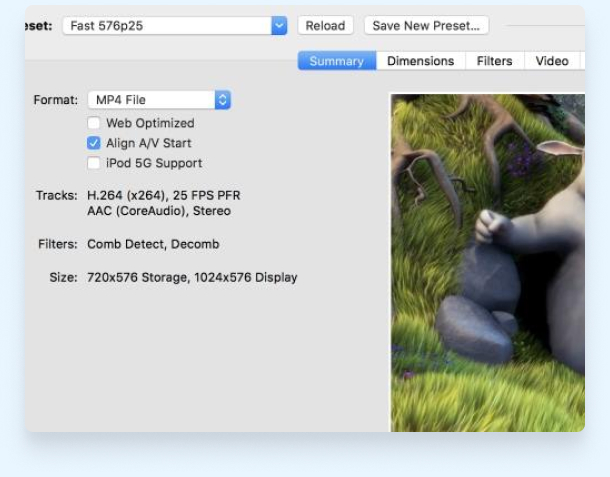 eset: Fast 576p25 Reload Save New Preset...
Summary Dimensions Filters Video
Format: MP4 File
Web Optimized
Align A/V Start
iPod 5G Support
Tracks: H.264 (x264), 25 FPS PFR
AAC (CoreAudio), Stereo
Filters: Comb Detect, Decomb
Size: 720x576 Storage, 1024x576 Display